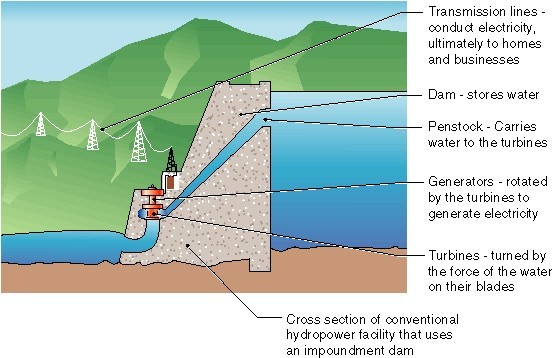 Transmission lines -
conduct electricity,
ultimately to homes
and businesses
Dam - stores water
Penstock - Carries
water to the turbines
Generators - rotated
by the turbines to
generate electricity
Turbines - turned by
the force of the water
on their blades
Cross section of conventional
hydropower facility that uses
an impoundment dam